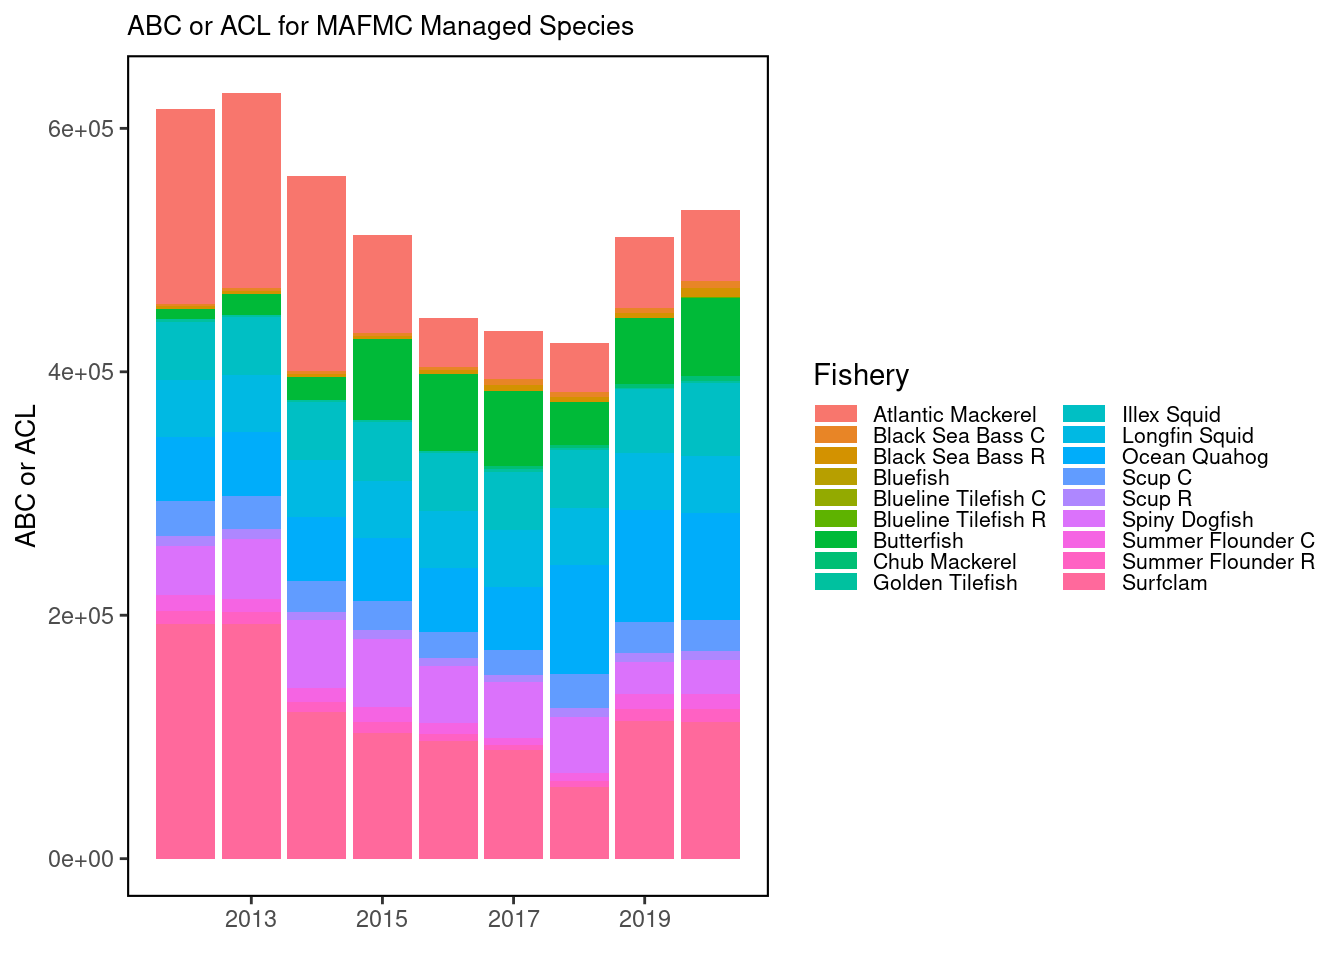 ABC or ACL for MAFMC Managed Species
6e+05
4e+05
2e+05
0e+00
ABC or ACL
2013
2015
2017
2019
Fishery
Atlantic Mackerel
Black Sea Bass C
Black Sea Bass R
Bluefish
Blueline Tilefish C
Blueline Tilefish R
Butterfish
Chub Mackerel
Golden Tilefish
Illex Squid
Longfin Squid
Ocean Quahog
Scup C
Scup R
Spiny Dogfish
Summer Flounder C
Summer Flounder R
Surfclam